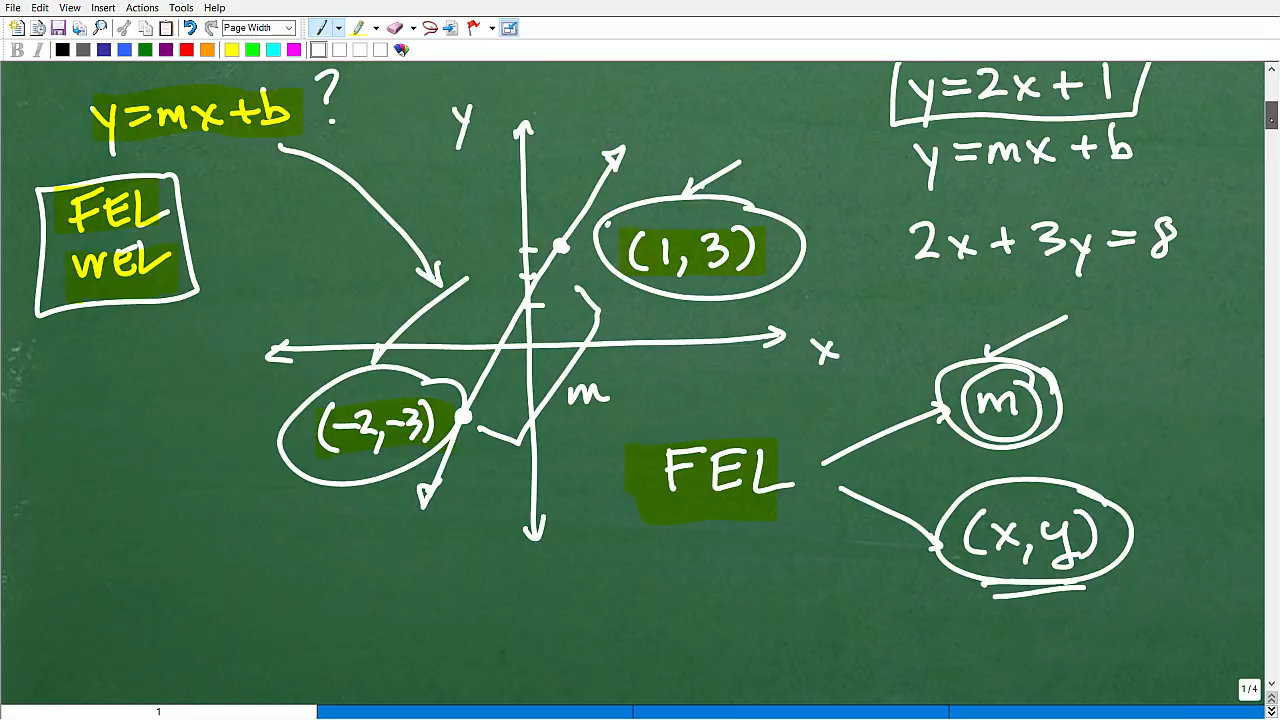 File Edit View Insert Actions Tools Help
Page Width
B I
y=mx+b ?
FEL
WEL
y
x
(1, 3)
(-2,-3)
m
y=2x+1
y=mx+b
2x+3y=8
FEL
m
(x,y)
1/4
1